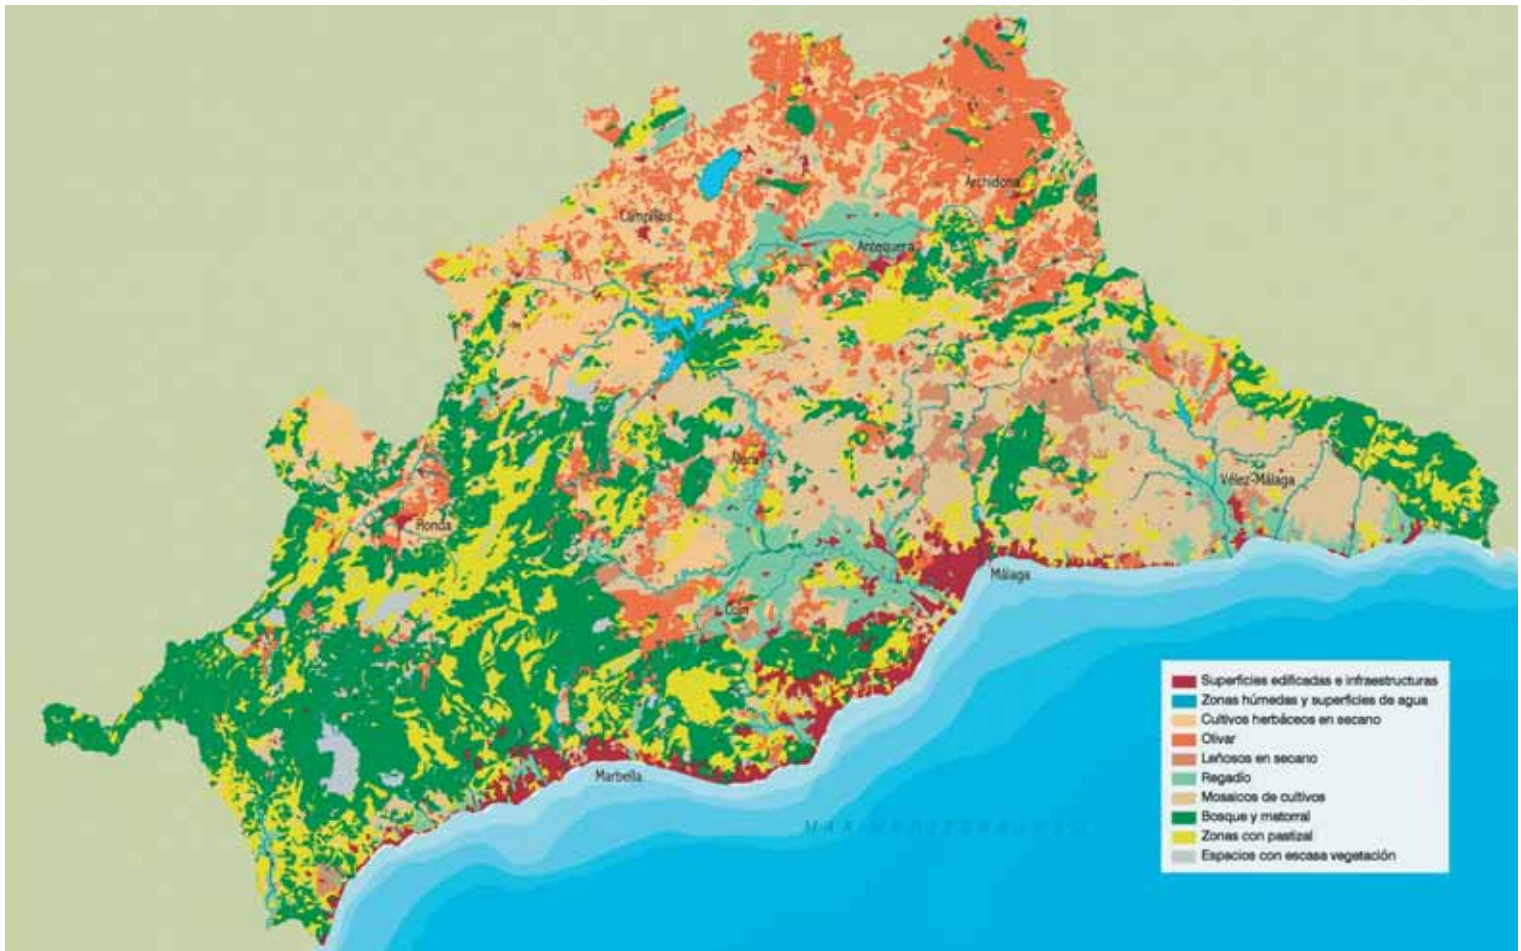 Archidona
Campillos
Antequera
Álora
Vélez-Málaga
Ronda
Málaga
Coín
Marbella
MAR MEDITERRÁNEO
Superficies edificadas e infraestructuras
Zonas húmedas y superficies de agua
Cultivos herbáceos en secano
Olivar
Leñosos en secano
Regadío
Mosaicos de cultivos
Bosque y matorral
Zonas con pastizal
Espacios con escasa vegetación